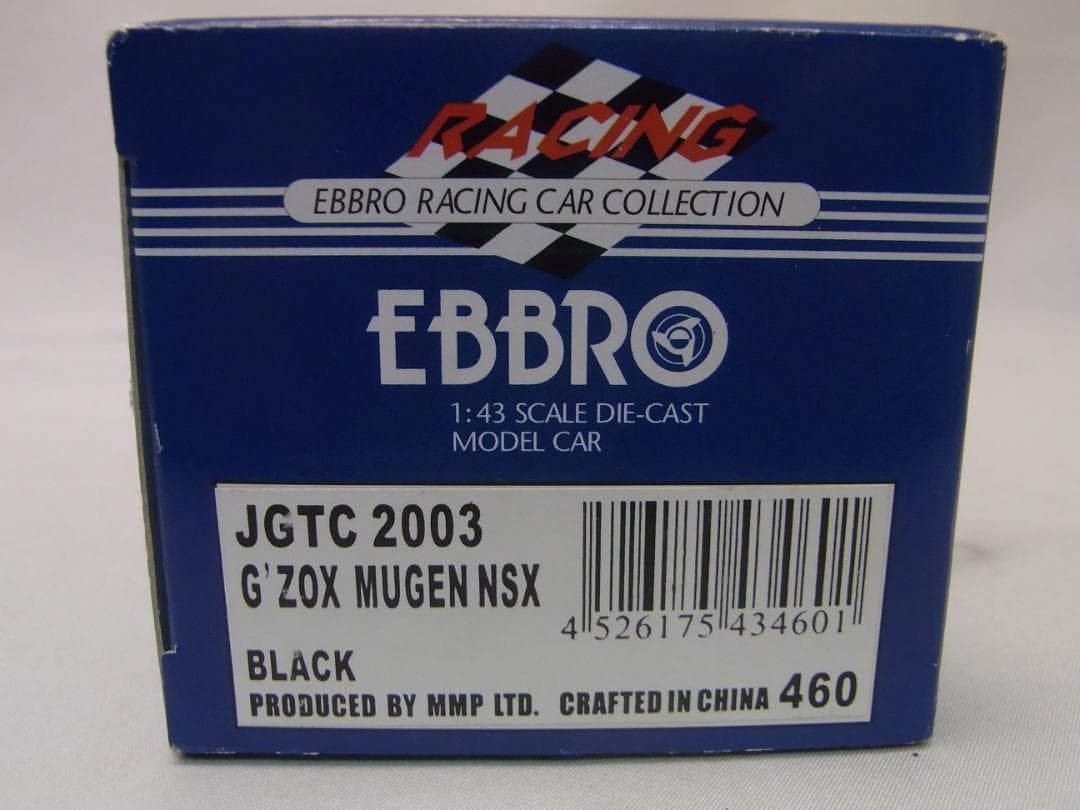 RACING
EBBRO RACING CAR COLLECTION
EBBRO
1:43 SCALE DIE-CAST
MODEL CAR
JGTC 2003
G'ZOX MUGEN NSX
4 526175 434601
BLACK
PRODUCED BY MMP LTD. CRAFTED IN CHINA 460